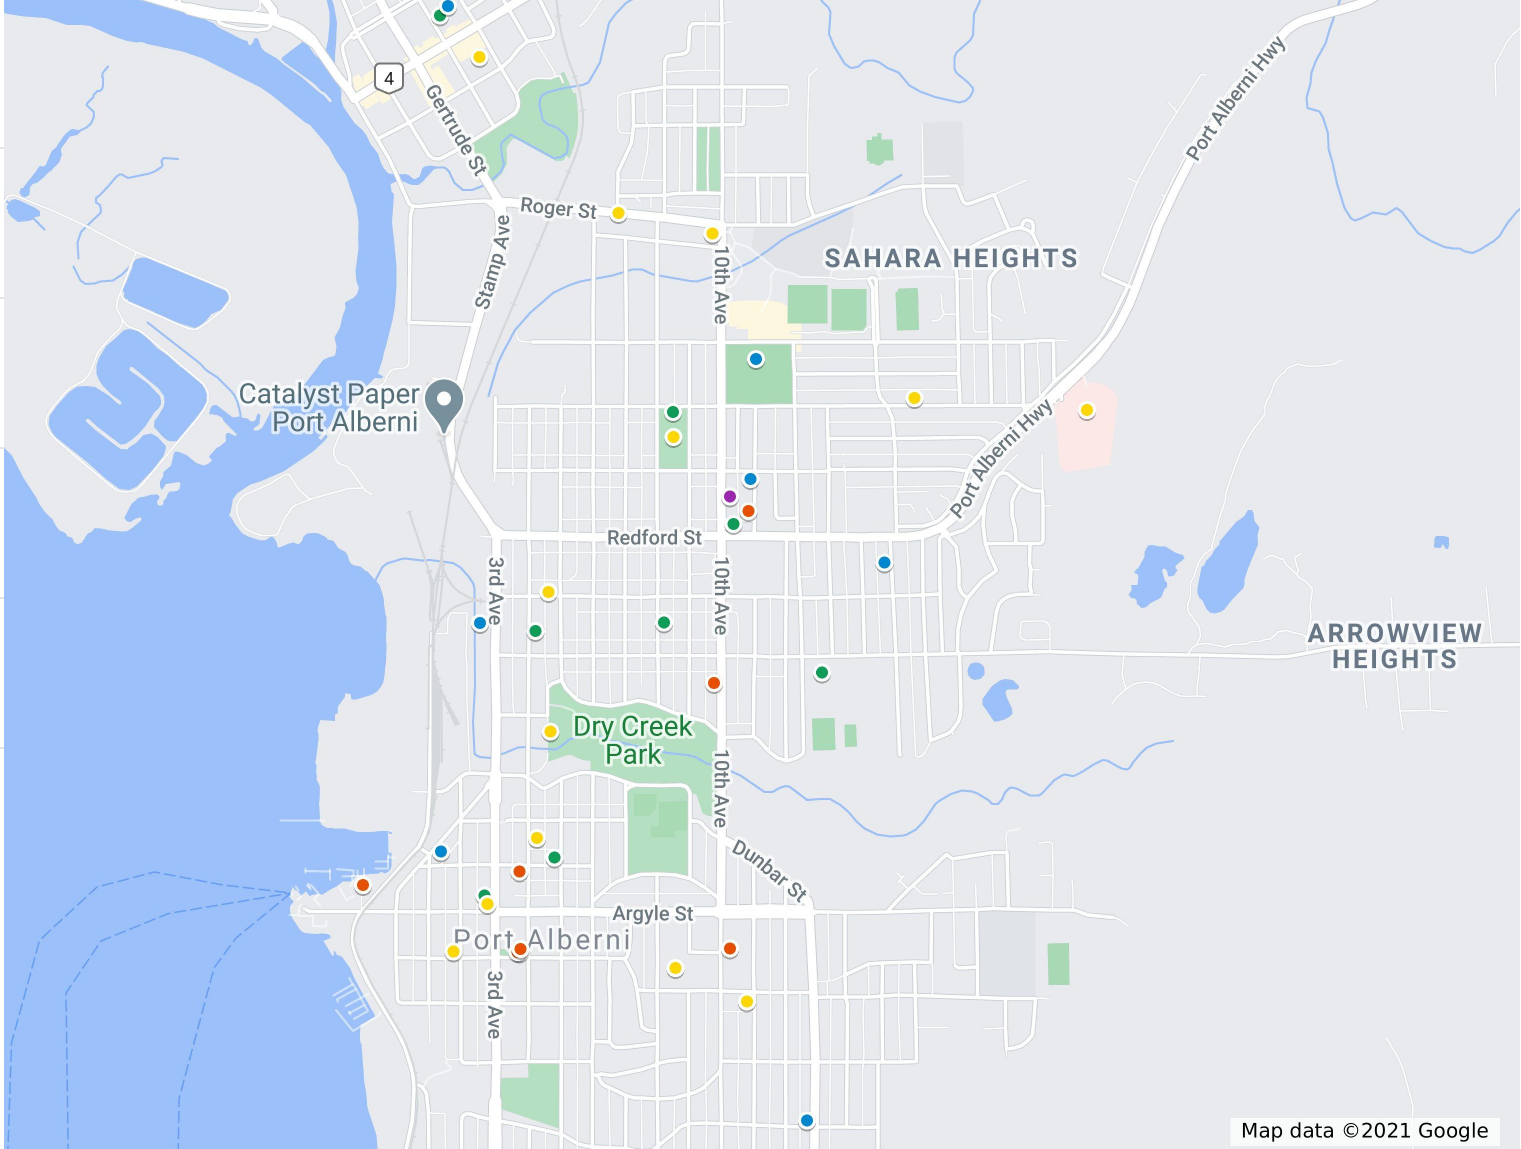 4
Gertrude St
Port Alberni Hwy
Roger St
Stamp Ave
10th Ave
SAHARA HEIGHTS
Catalyst Paper
Port Alberni
Port Alberni Hwy
Redford St
3rd Ave
10th Ave
ARROWVIEW
HEIGHTS
Dry Creek
Park
10th Ave
Dunbar St
Argyle St
Port Alberni
3rd Ave
Map data ©2021 Google